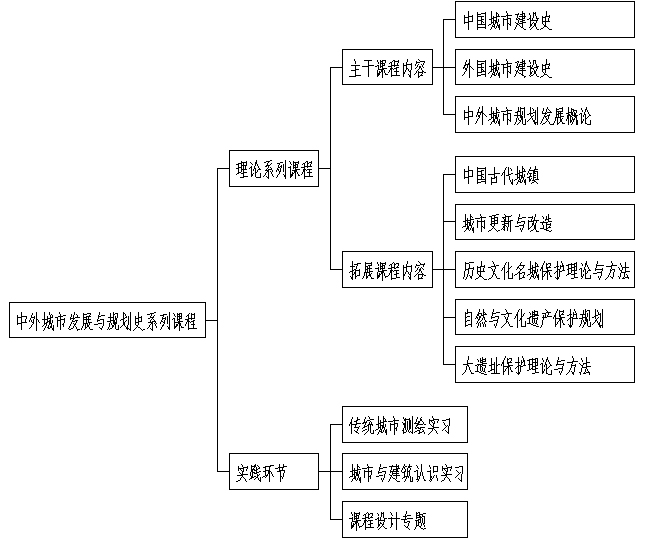 中国城市建设史
主干课程内容
外国城市建设史
中外城市规划发展概论
理论系列课程
中国古代城镇
城市更新与改造
拓展课程内容
历史文化名城保护理论与方法
中外城市发展与规划史系列课程
自然与文化遗产保护规划
大遗址保护理论与方法
传统城市测绘实习
实践环节
城市与建筑认识实习
课程设计专题